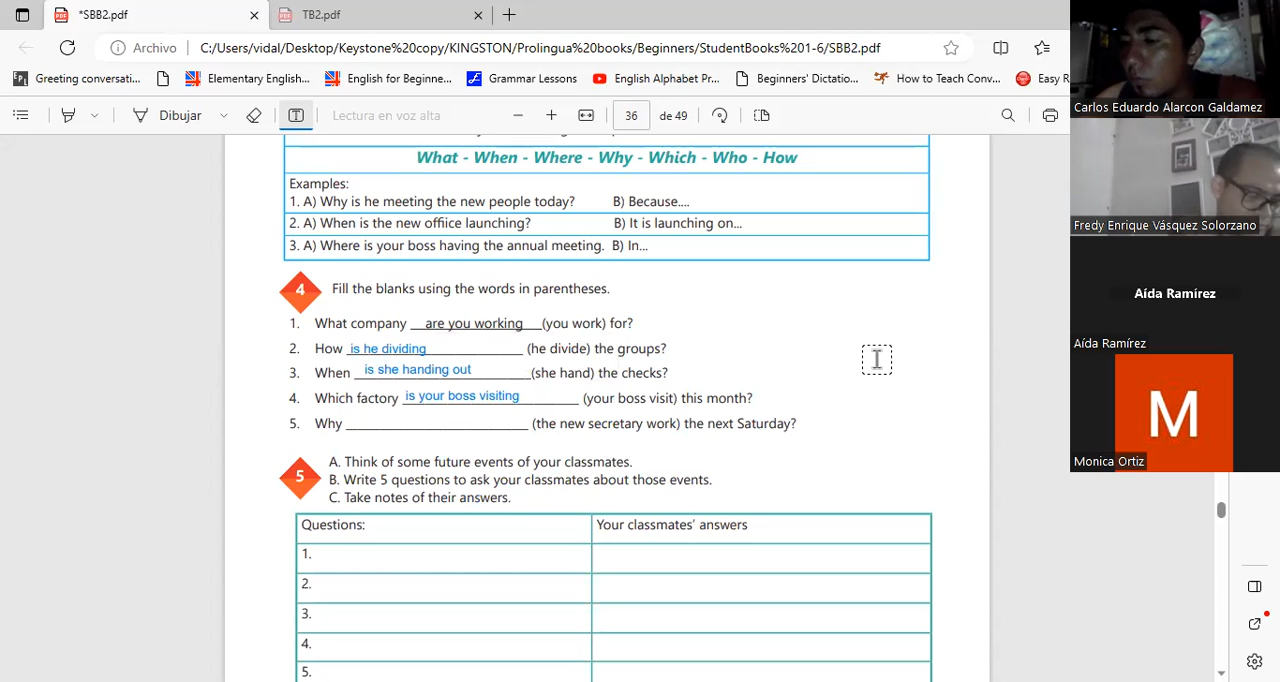 *SBB2.pdf
TB2.pdf
Archivo
C:/Users/vidal/Desktop/Keystone%20copy/KINGSTON/Prolingua%20books/Beginners/StudentBooks%201-6/SBB2.pdf
Greeting conversati...
Elementary English...
English for Beginne...
Grammar Lessons
English Alphabet Pr...
Beginners' Dictatio...
How to Teach Conv...
Easy R
Dibujar
Lectura en voz alta
36
de 49
What - When - Where - Why - Which - Who - How
Examples:
1. A) Why is he meeting the new people today? B) Because....
2. A) When is the new offiice launching? B) It is launching on...
3. A) Where is your boss having the annual meeting. B) In...
4 Fill the blanks using the words in parentheses.
1. What company __are you working___(you work) for?
2. How is he dividing (he divide) the groups?
3. When is she handing out (she hand) the checks?
4. Which factory is your boss visiting (your boss visit) this month?
5. Why __________________________ (the new secretary work) the next Saturday?
5
A. Think of some future events of your classmates.
B. Write 5 questions to ask your classmates about those events.
C. Take notes of their answers.
Questions:
Your classmates' answers
1.
2.
3.
4.
5.
Carlos Eduardo Alarcon Galdamez
Fredy Enrique Vásquez Solorzano
Aída Ramírez
Aída Ramírez
M
Monica Ortiz